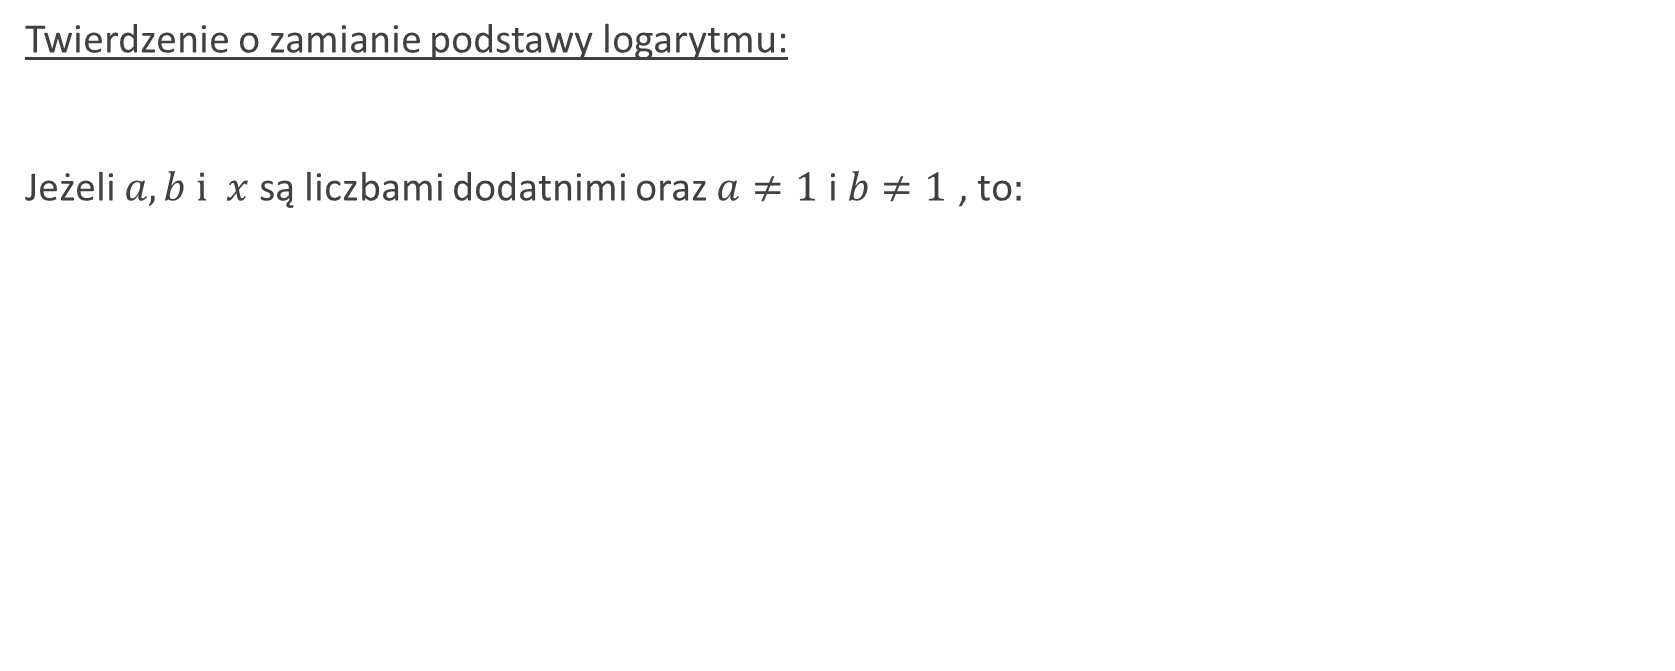 Twierdzenie o zamianie podstawy logarytmu:
Jeżeli a, b i x są liczbami dodatnimi oraz a ≠ 1 i b ≠ 1 , to: